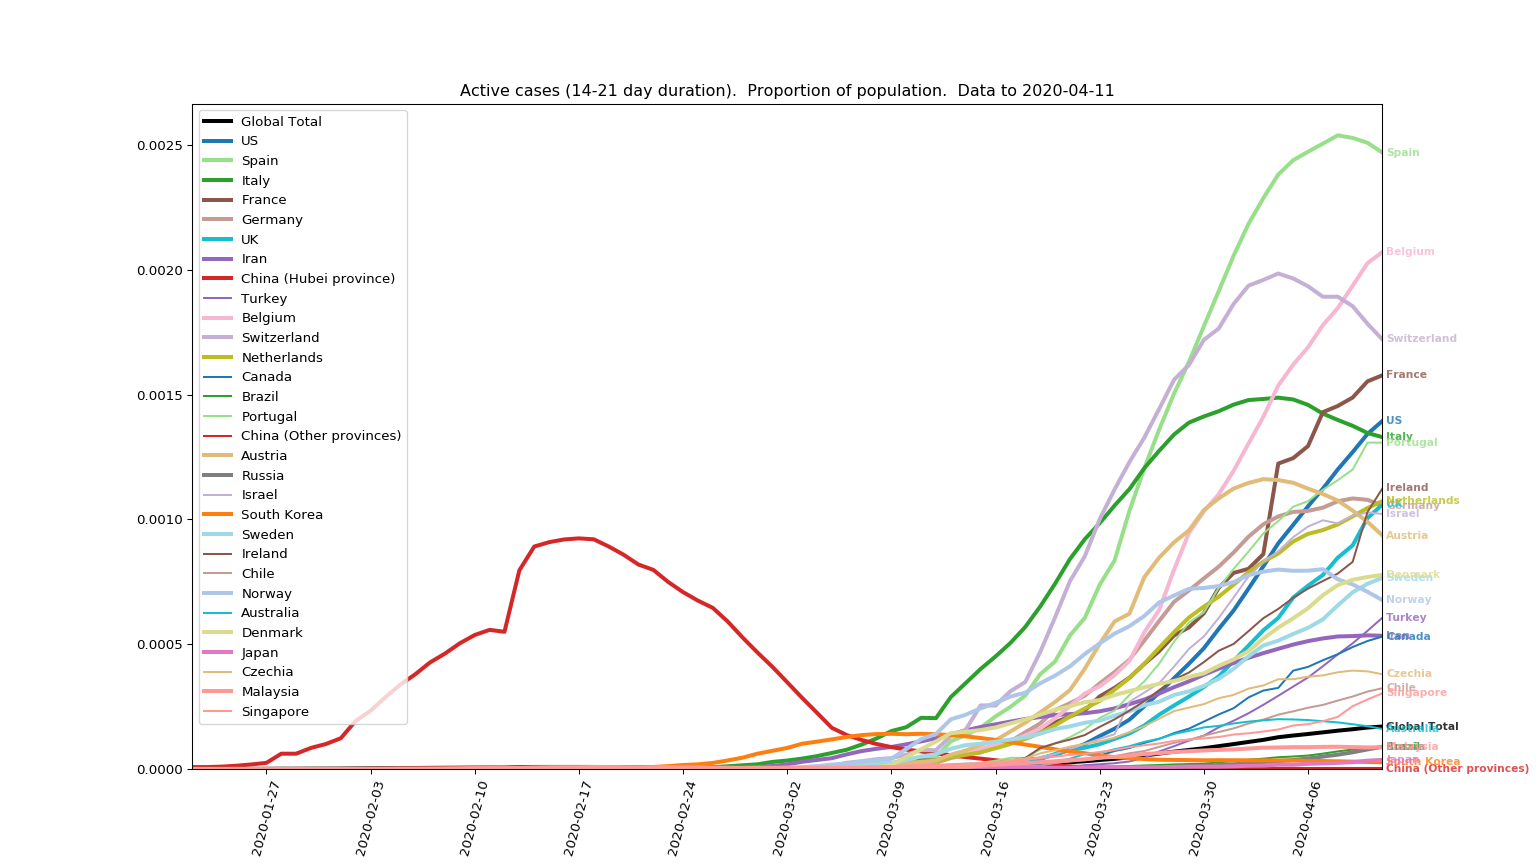 Active cases (14-21 day duration).  Proportion of population.  Data to 2020-04-11
0.0025
0.0020
0.0015
0.0010
0.0005
0.0000
Global Total
US
Spain
Italy
France
Germany
UK
Iran
China (Hubei province)
Turkey
Belgium
Switzerland
Netherlands
Canada
Brazil
Portugal
China (Other provinces)
Austria
Russia
Israel
South Korea
Sweden
Ireland
Chile
Norway
Australia
Denmark
Japan
Czechia
Malaysia
Singapore
Spain
Belgium
Switzerland
France
US
Italy
Portugal
Ireland
Netherlands
Germany
Israel
Austria
Denmark
Sweden
Norway
Turkey
Canada
Czechia
Chile
Singapore
Global Total
Australia
Malaysia
Japan
South Korea
China (Other provinces)
2020-01-27
2020-02-03
2020-02-10
2020-02-17
2020-02-24
2020-03-02
2020-03-09
2020-03-16
2020-03-23
2020-03-30
2020-04-06